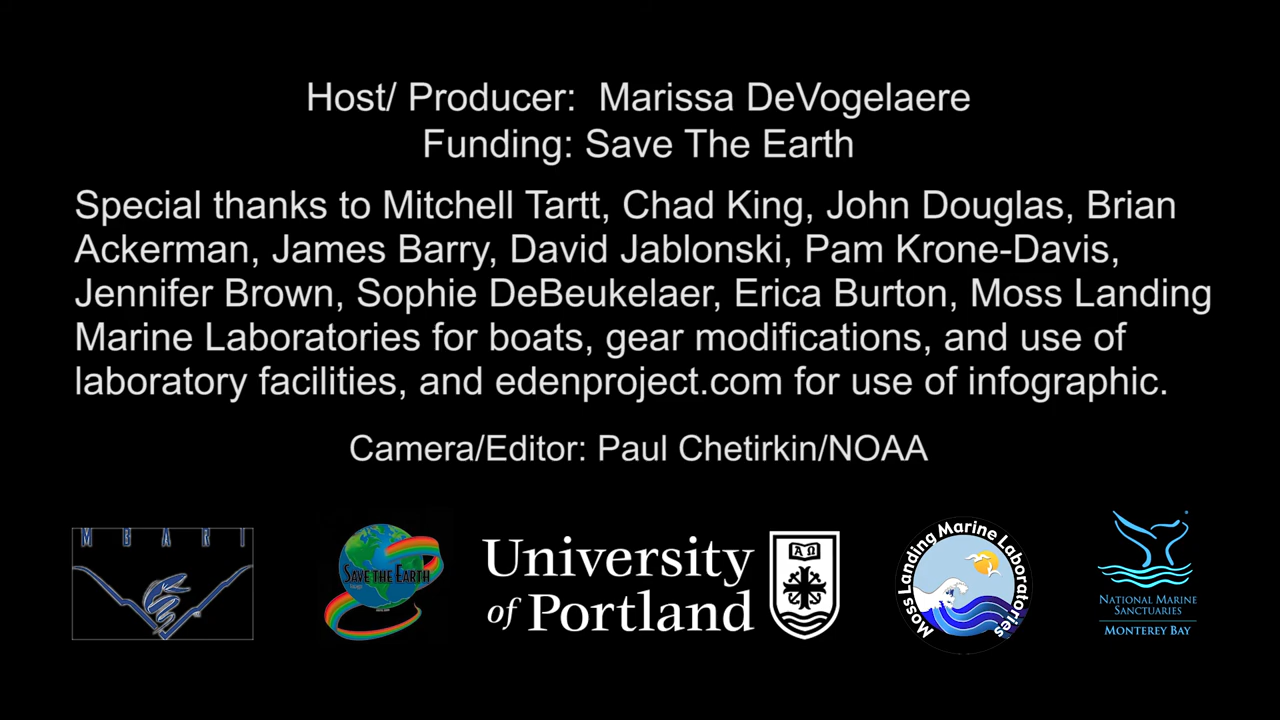 Host/ Producer:  Marissa DeVogelaere
Funding: Save The Earth
Special thanks to Mitchell Tartt, Chad King, John Douglas, Brian
Ackerman, James Barry, David Jablonski, Pam Krone-Davis,
Jennifer Brown, Sophie DeBeukelaer, Erica Burton, Moss Landing
Marine Laboratories for boats, gear modifications, and use of
laboratory facilities, and edenproject.com for use of infographic.
Camera/Editor: Paul Chetirkin/NOAA
MBARI
SAVE THE EARTH
University
of Portland
ΑΩ
Moss Landing Marine Laboratories
NATIONAL MARINE
SANCTUARIES
MONTEREY BAY